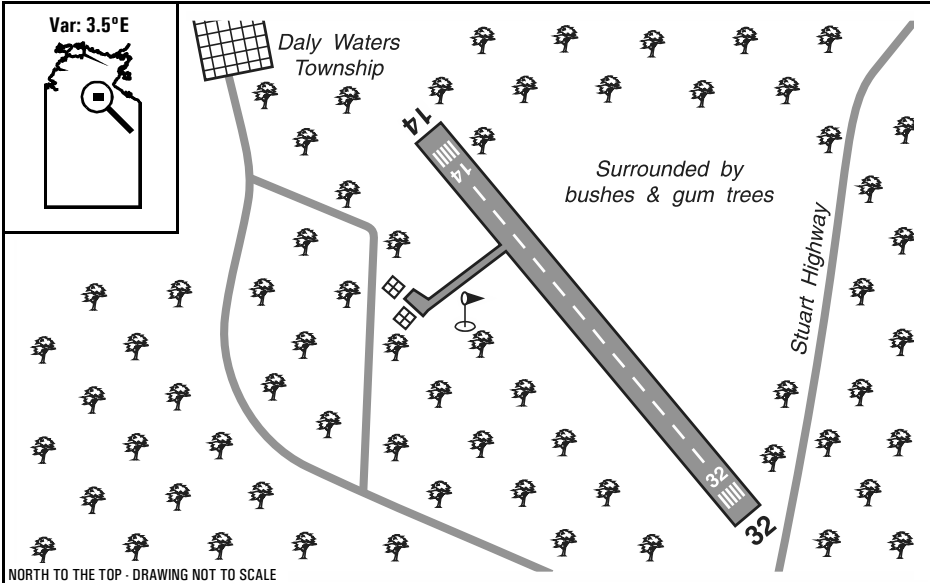 Var: 3.5°E
Daly Waters
Township
14
14
Surrounded by
bushes & gum trees
Stuart Highway
32
32
NORTH TO THE TOP - DRAWING NOT TO SCALE